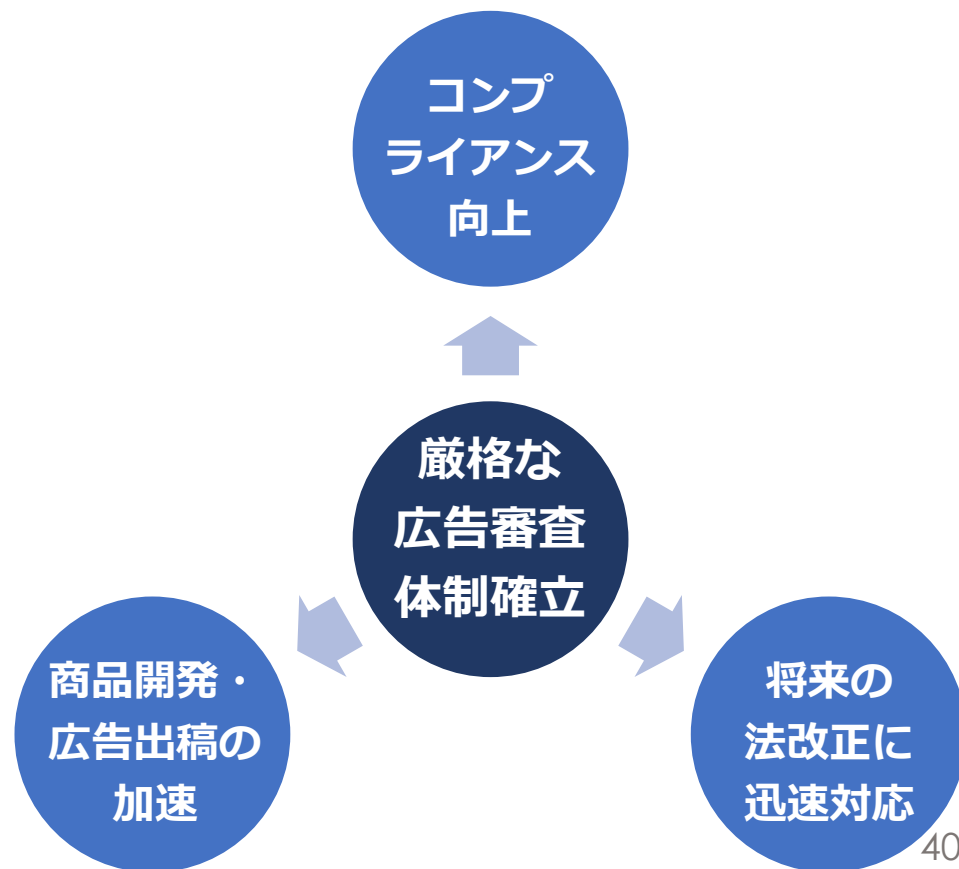 コンプ
ライアンス
向上
厳格な
広告審査
体制確立
商品開発・
広告出稿の
加速
将来の
法改正に
迅速対応
40